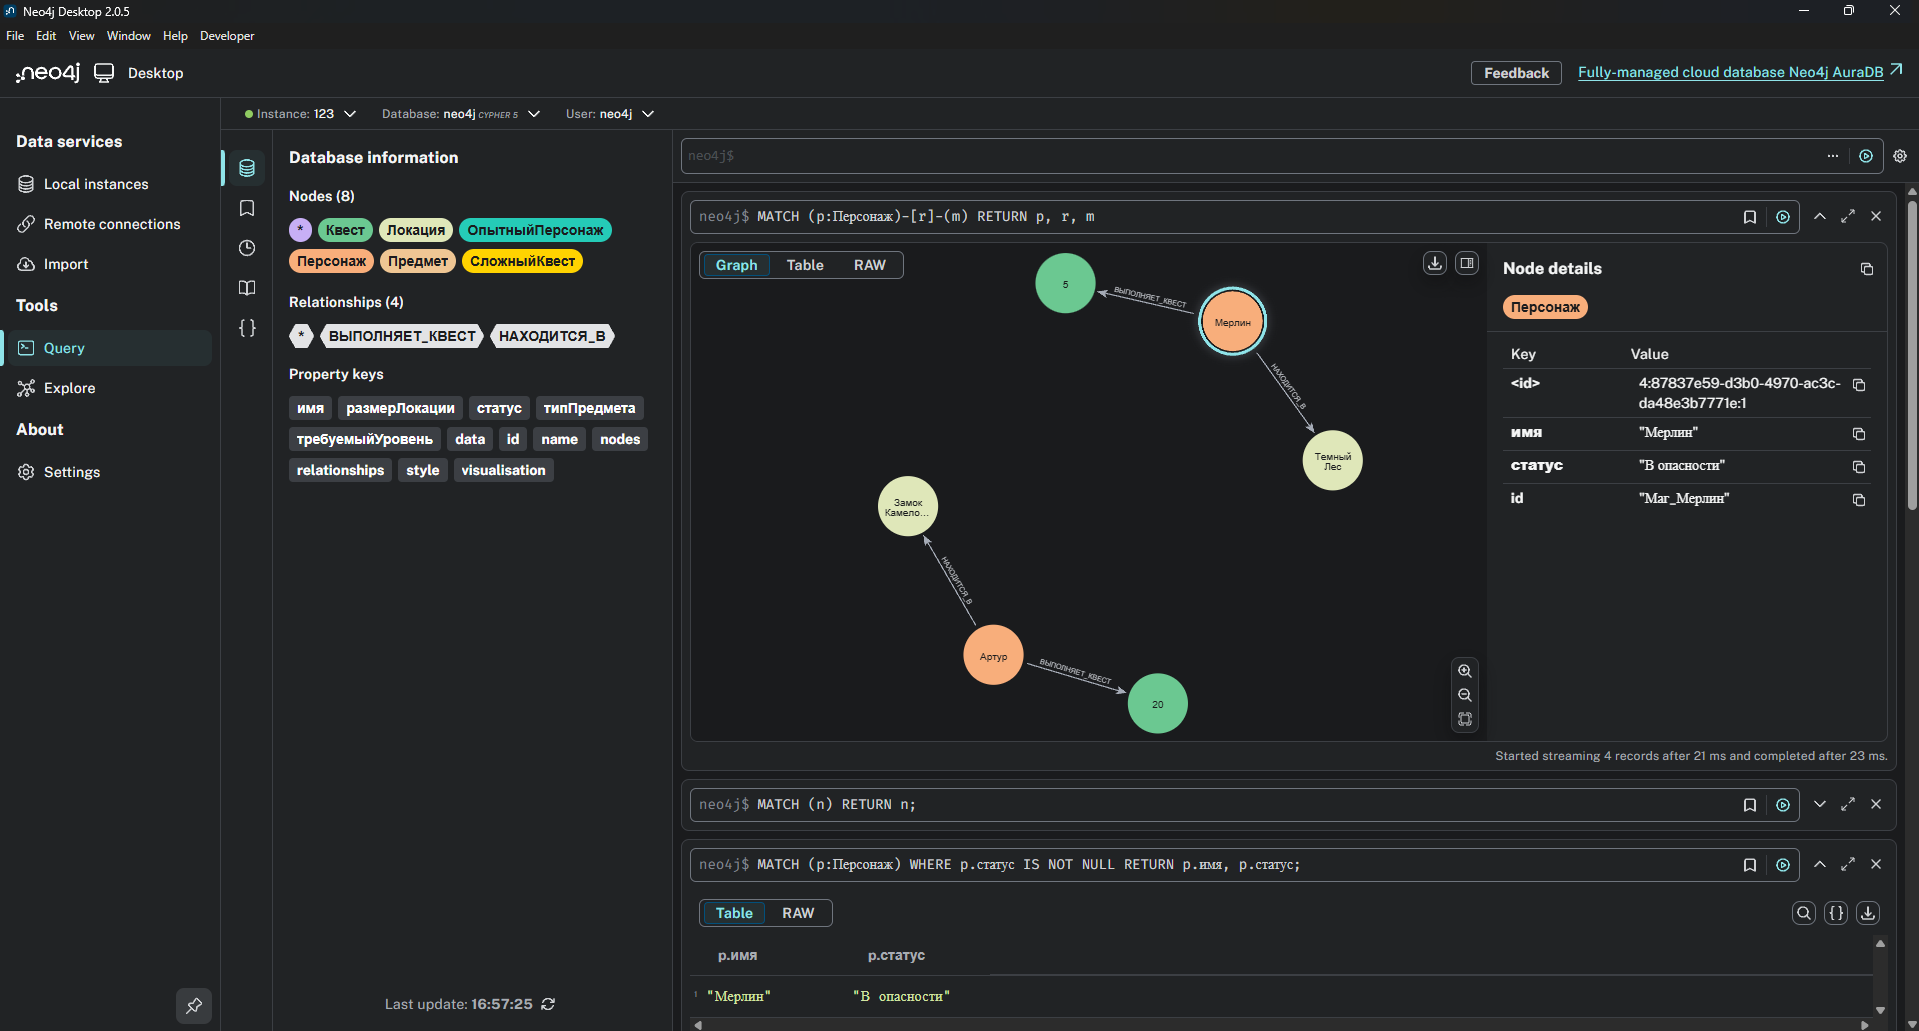 Neo4j Desktop 2.0.5
File Edit View Window Help Developer
neo4j Desktop
Feedback Fully-managed cloud database Neo4j AuraDB
Data services
Local instances
Remote connections
Import
Tools
Query
Explore
About
Settings
Instance: 123 Database: neo4j CYPHER 5 User: neo4j
Database information
Nodes (8)
* Квест Локация ОпытныйПерсонаж
Персонаж Предмет СложныйКвест
Relationships (4)
* ВЫПОЛНЯЕТ_КВЕСТ НАХОДИТСЯ_В
Property keys
имя размерЛокации статус типПредмета
требуемыйУровень data id name nodes
relationships style visualisation
Last update: 16:57:25
neo4j$
neo4j$ MATCH (p:Персонаж)-[r]-(m) RETURN p, r, m
Graph Table RAW
5
ВЫПОЛНЯЕТ_КВЕСТ
Мерлин
НАХОДИТСЯ_В
Темный
Лес
Замок
Камело...
НАХОДИТСЯ_В
Артур
ВЫПОЛНЯЕТ_КВЕСТ
20
Node details
Персонаж
Key Value
<id> 4:87837e59-d3b0-4970-ac3c-
da48e3b7771e:1
имя "Мерлин"
статус "В опасности"
id "Маг_Мерлин"
Started streaming 4 records after 21 ms and completed after 23 ms.
neo4j$ MATCH (n) RETURN n;
neo4j$ MATCH (p:Персонаж) WHERE p.статус IS NOT NULL RETURN p.имя, p.статус;
Table RAW
p.имя p.статус
1 "Мерлин" "В опасности"